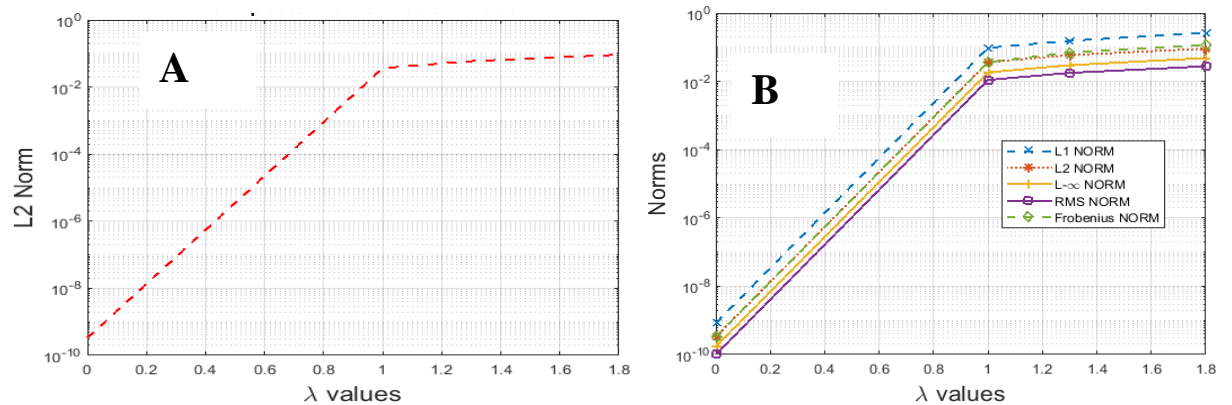 A
L2 Norm
10^0
10^-2
10^-4
10^-6
10^-8
10^-10
0 0.2 0.4 0.6 0.8 1 1.2 1.4 1.6 1.8
λ values
B
Norms
10^0
10^-2
10^-4
10^-6
10^-8
10^-10
L1 NORM
L2 NORM
L-∞ NORM
RMS NORM
Frobenius NORM
0 0.2 0.4 0.6 0.8 1 1.2 1.4 1.6 1.8
λ values